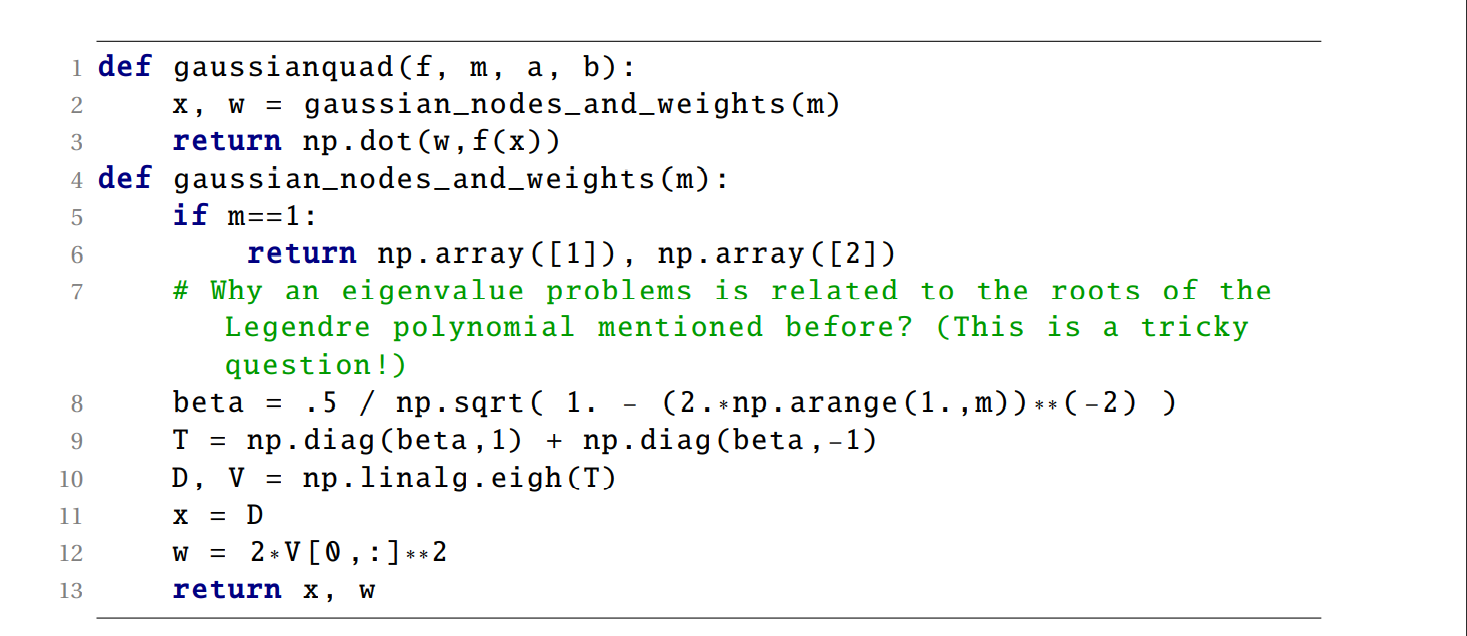 1 def gaussianquad(f, m, a, b):
2     x, w = gaussian_nodes_and_weights(m)
3     return np.dot(w,f(x))
4 def gaussian_nodes_and_weights(m):
5     if m==1:
6         return np.array([1]), np.array([2])
7     # Why an eigenvalue problems is related to the roots of the
Legendre polynomial mentioned before? (This is a tricky
question!)
8     beta = .5 / np.sqrt( 1. - (2.*np.arange(1.,m))**(-2) )
9     T = np.diag(beta,1) + np.diag(beta,-1)
10     D, V = np.linalg.eigh(T)
11     x = D
12     w = 2*V[0,:]**2
13     return x, w